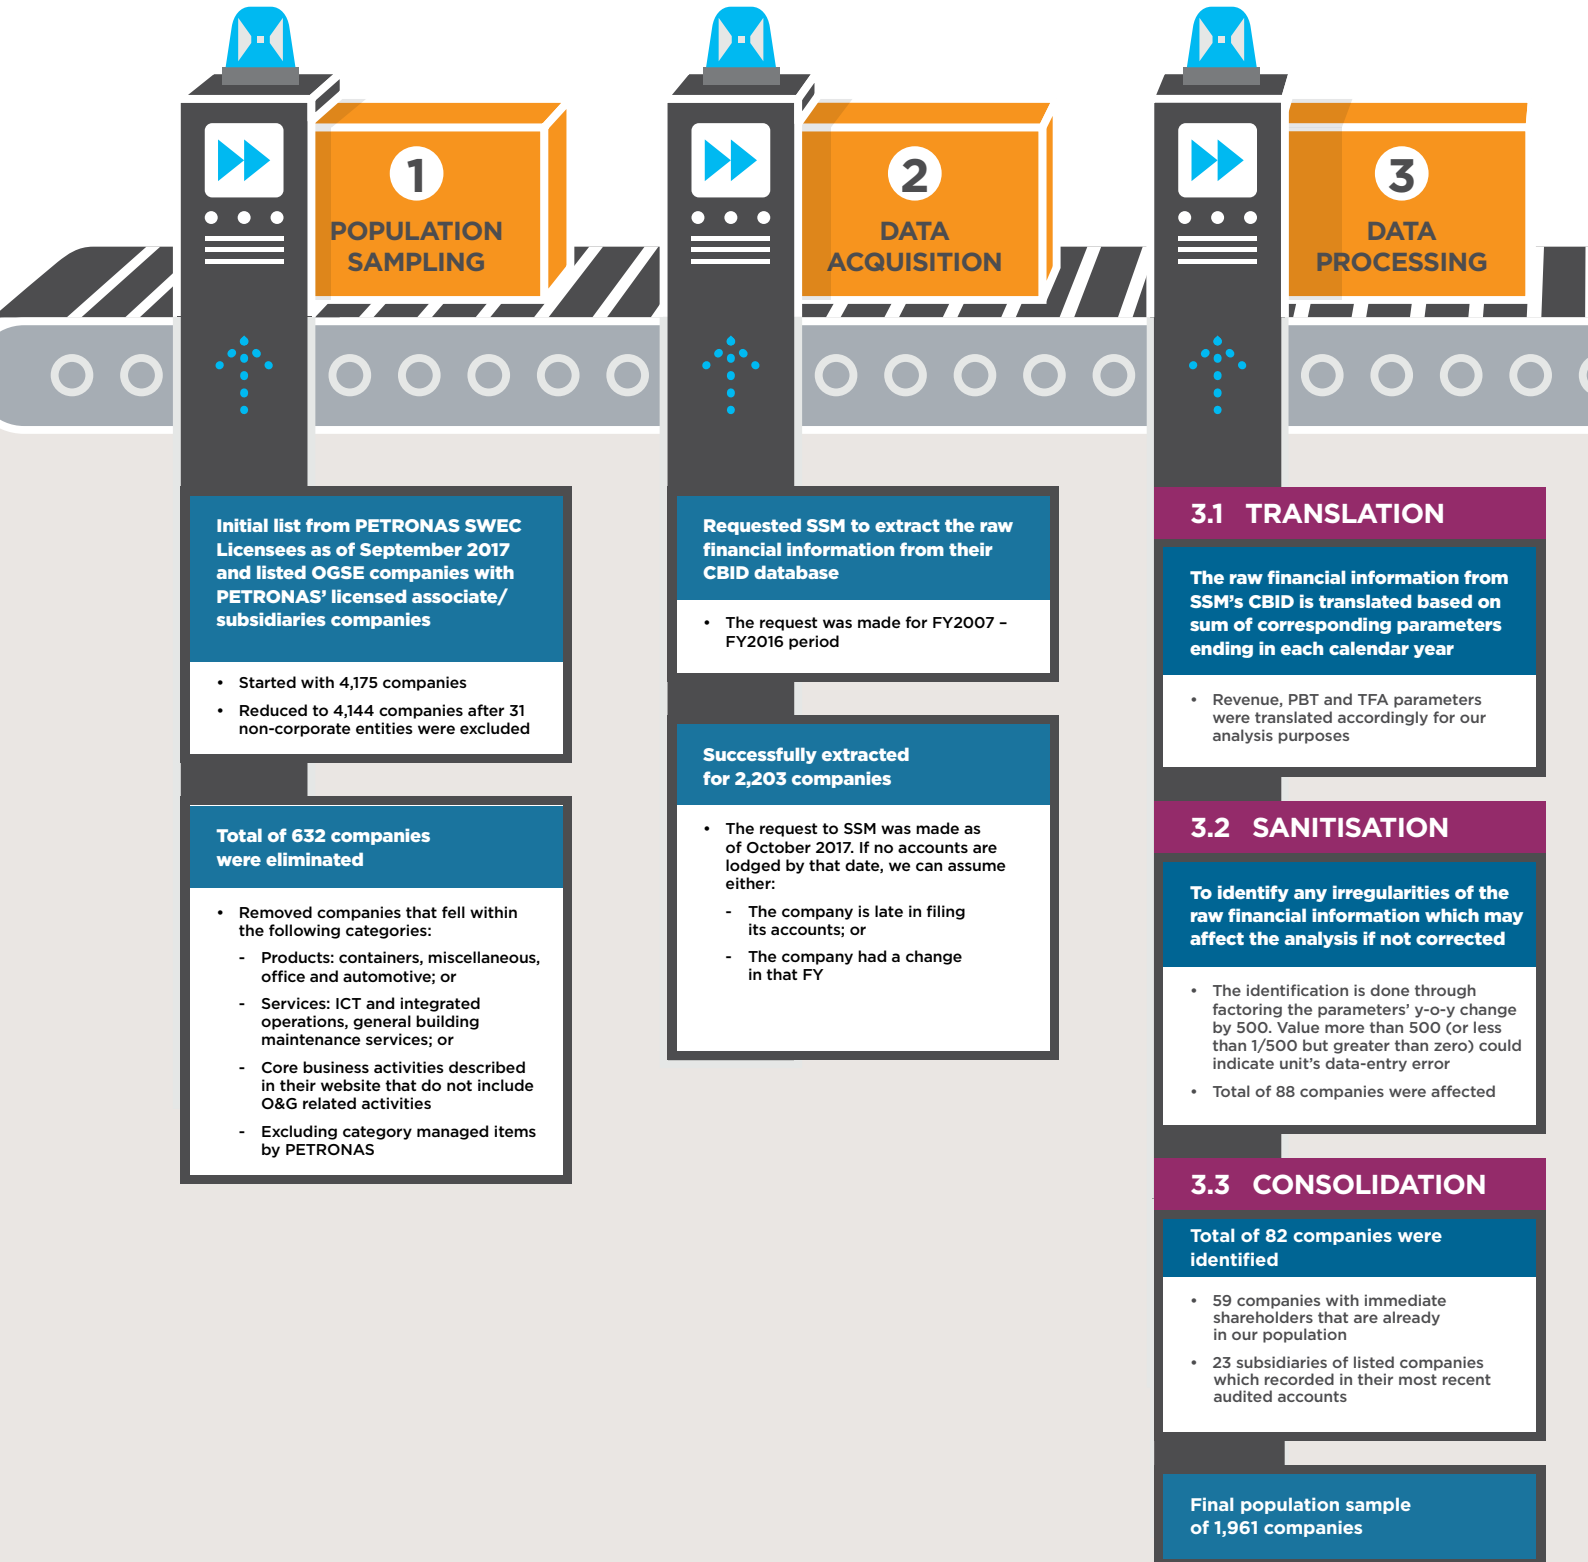 1
POPULATION
SAMPLING
Initial list from PETRONAS SWEC
Licensees as of September 2017
and listed OGSE companies with
PETRONAS’ licensed associate/
subsidiaries companies
• Started with 4,175 companies
• Reduced to 4,144 companies after 31
non-corporate entities were excluded
Total of 632 companies
were eliminated
• Removed companies that fell within
the following categories:
- Products: containers, miscellaneous,
office and automotive; or
- Services: ICT and integrated
operations, general building
maintenance services; or
- Core business activities described
in their website that do not include
O&G related activities
- Excluding category managed items
by PETRONAS
2
DATA
ACQUISITION
Requested SSM to extract the raw
financial information from their
CBID database
• The request was made for FY2007 –
FY2016 period
Successfully extracted
for 2,203 companies
• The request to SSM was made as
of October 2017. If no accounts are
lodged by that date, we can assume
either:
- The company is late in filing
its accounts; or
- The company had a change
in that FY
3
DATA
PROCESSING
3.1 TRANSLATION
The raw financial information from
SSM’s CBID is translated based on
sum of corresponding parameters
ending in each calendar year
• Revenue, PBT and TFA parameters
were translated accordingly for our
analysis purposes
3.2 SANITISATION
To identify any irregularities of the
raw financial information which may
affect the analysis if not corrected
• The identification is done through
factoring the parameters’ y-o-y change
by 500. Value more than 500 (or less
than 1/500 but greater than zero) could
indicate unit’s data-entry error
• Total of 88 companies were affected
3.3 CONSOLIDATION
Total of 82 companies were
identified
• 59 companies with immediate
shareholders that are already
in our population
• 23 subsidiaries of listed companies
which recorded in their most recent
audited accounts
Final population sample
of 1,961 companies